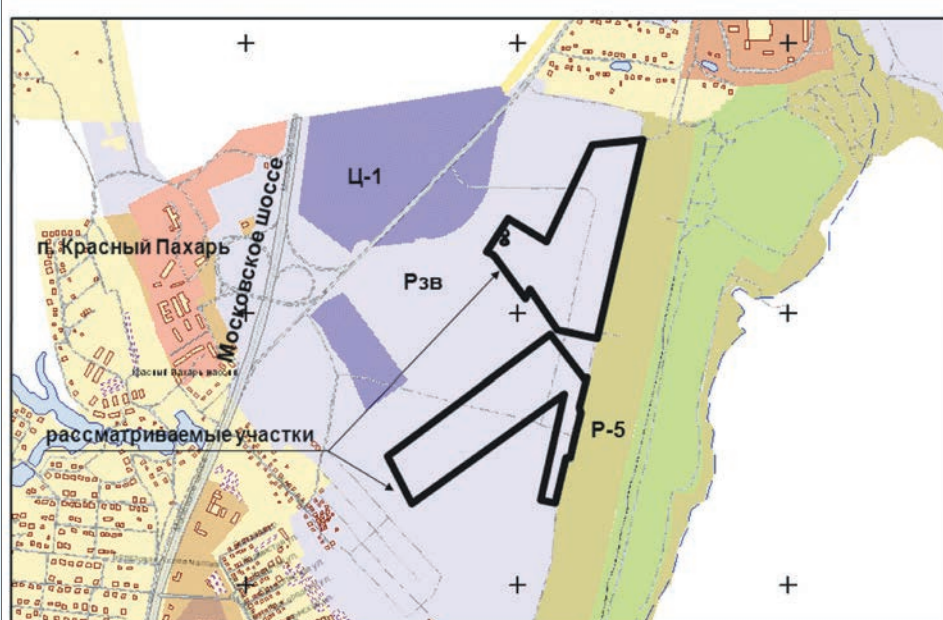 Ц-1
п. Красный Пахарь
Московское шоссе
Рзв
рассматриваемые участки
Р-5